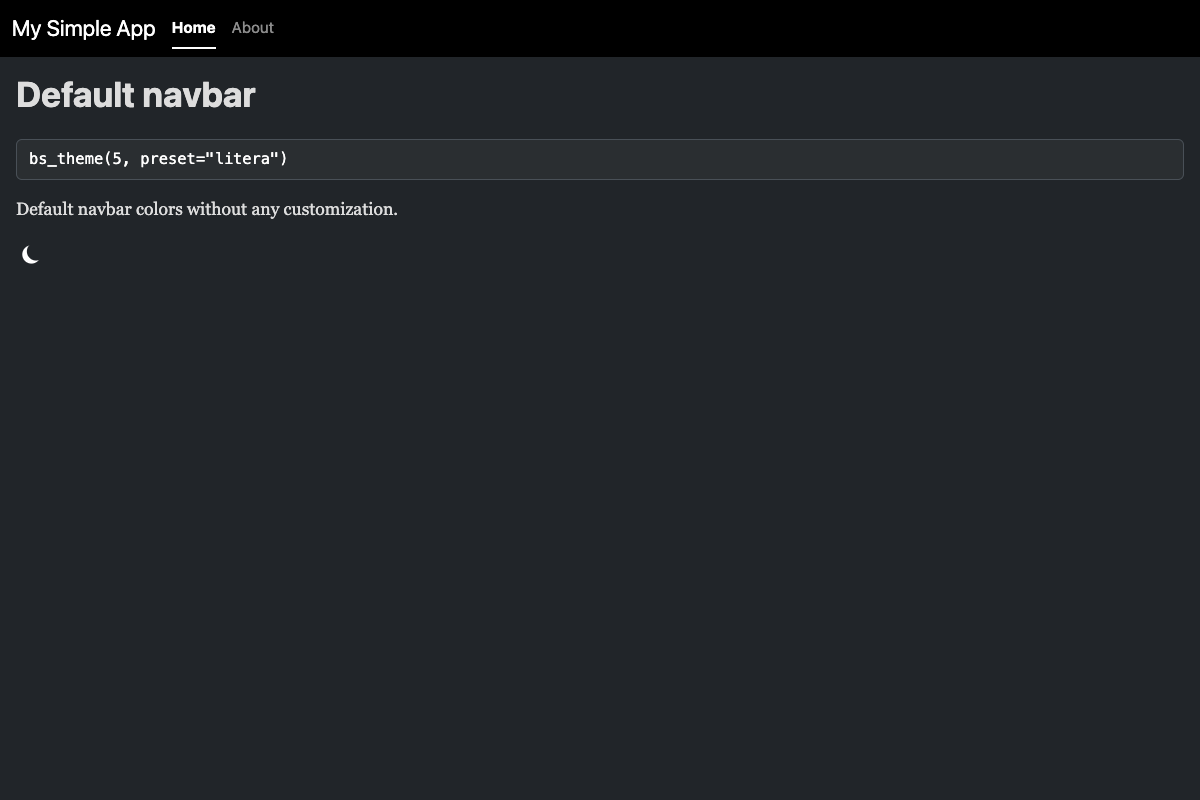 My Simple App Home About
Default navbar
bs_theme(5, preset="litera")
Default navbar colors without any customization.